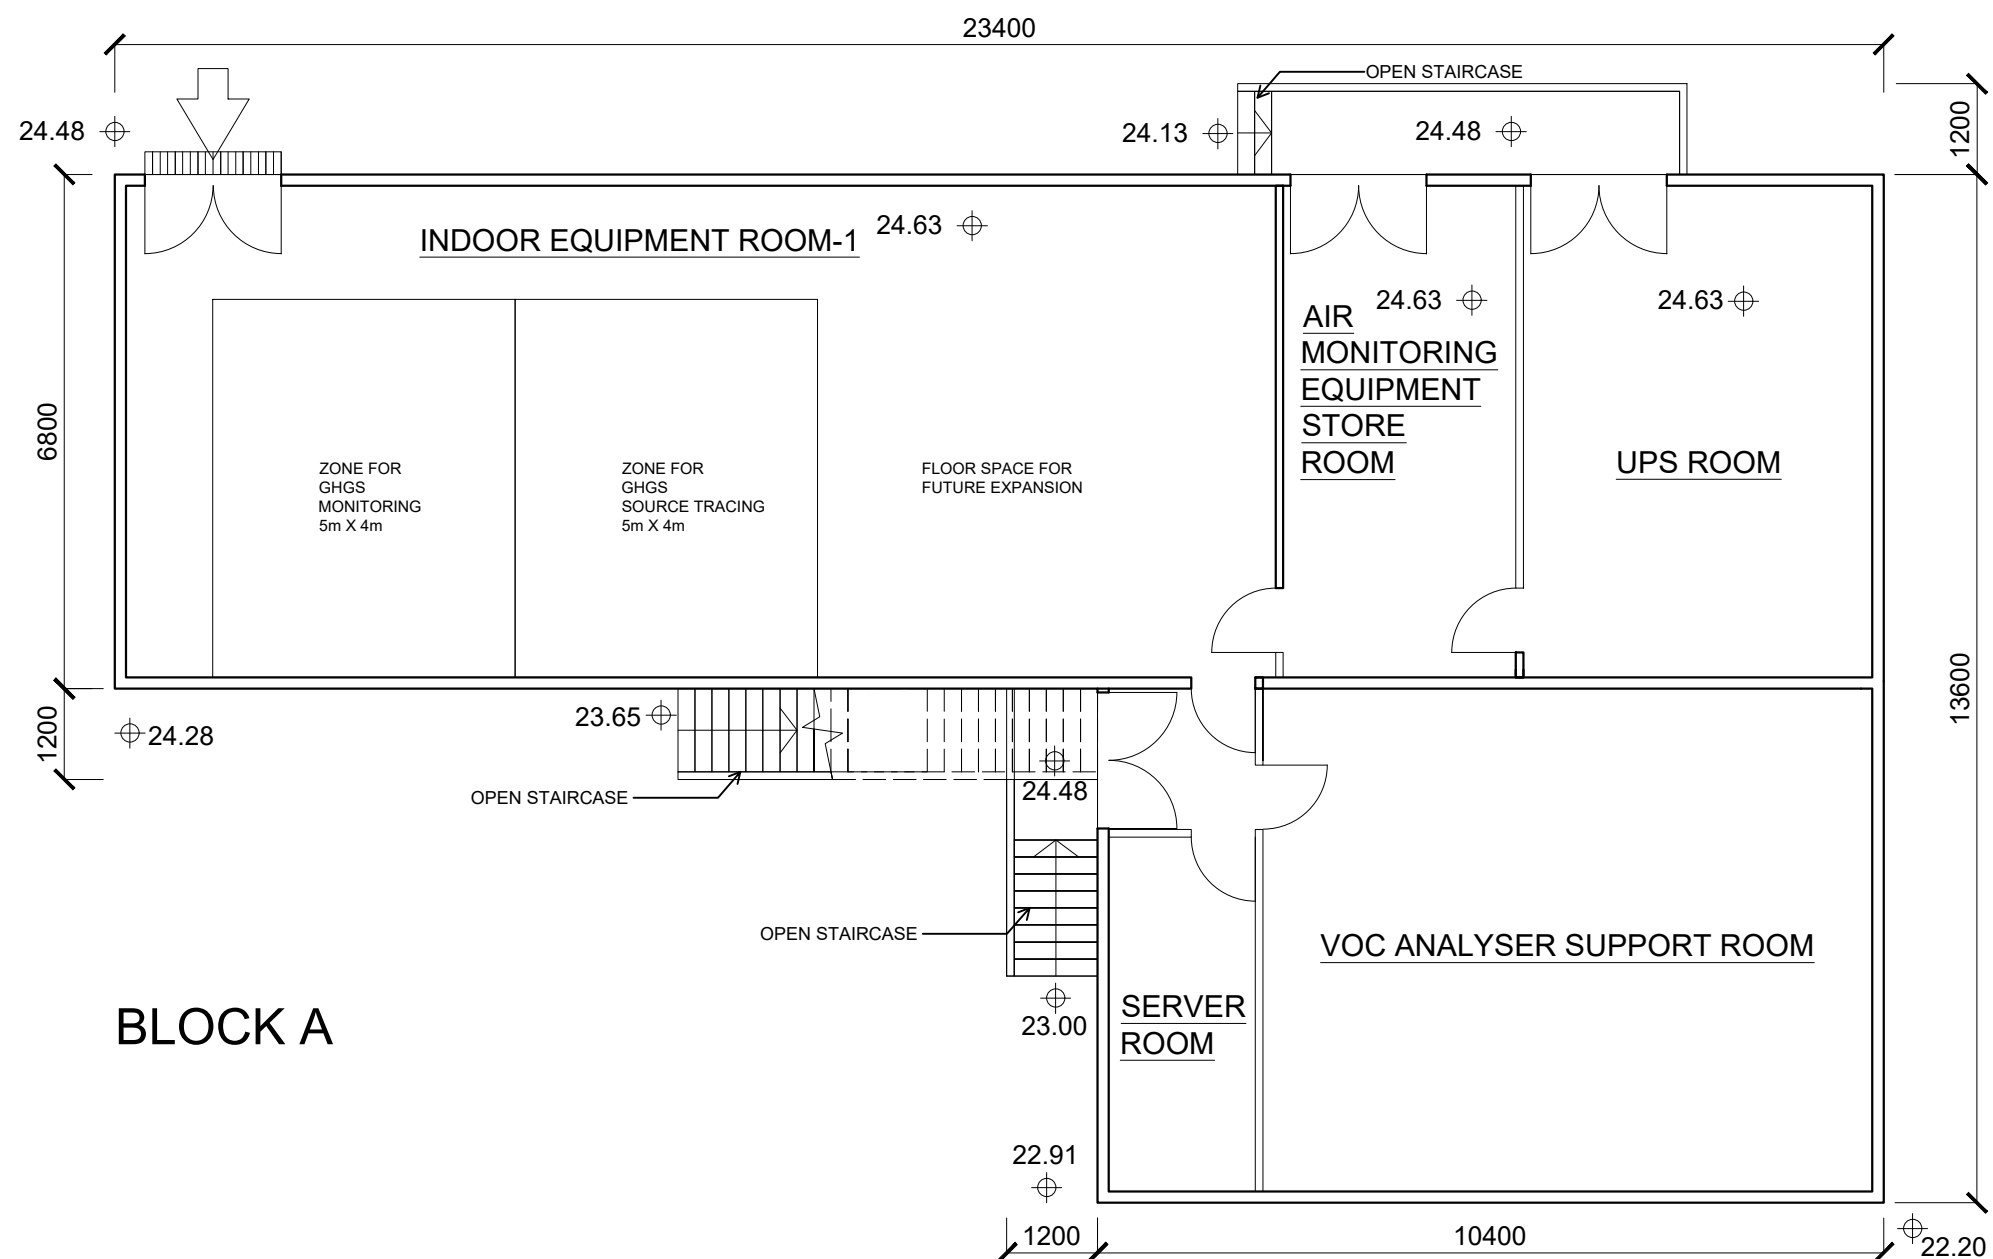 23400
OPEN STAIRCASE
24.48
24.13
24.48
1200
INDOOR EQUIPMENT ROOM-1
24.63
24.63
24.63
AIR
MONITORING
EQUIPMENT
STORE
ROOM
UPS ROOM
6800
ZONE FOR
GHGS
MONITORING
5m X 4m
ZONE FOR
GHGS
SOURCE TRACING
5m X 4m
FLOOR SPACE FOR
FUTURE EXPANSION
13600
1200
24.28
23.65
OPEN STAIRCASE
24.48
OPEN STAIRCASE
VOC ANALYSER SUPPORT ROOM
SERVER
ROOM
23.00
BLOCK A
22.91
1200
10400
22.20